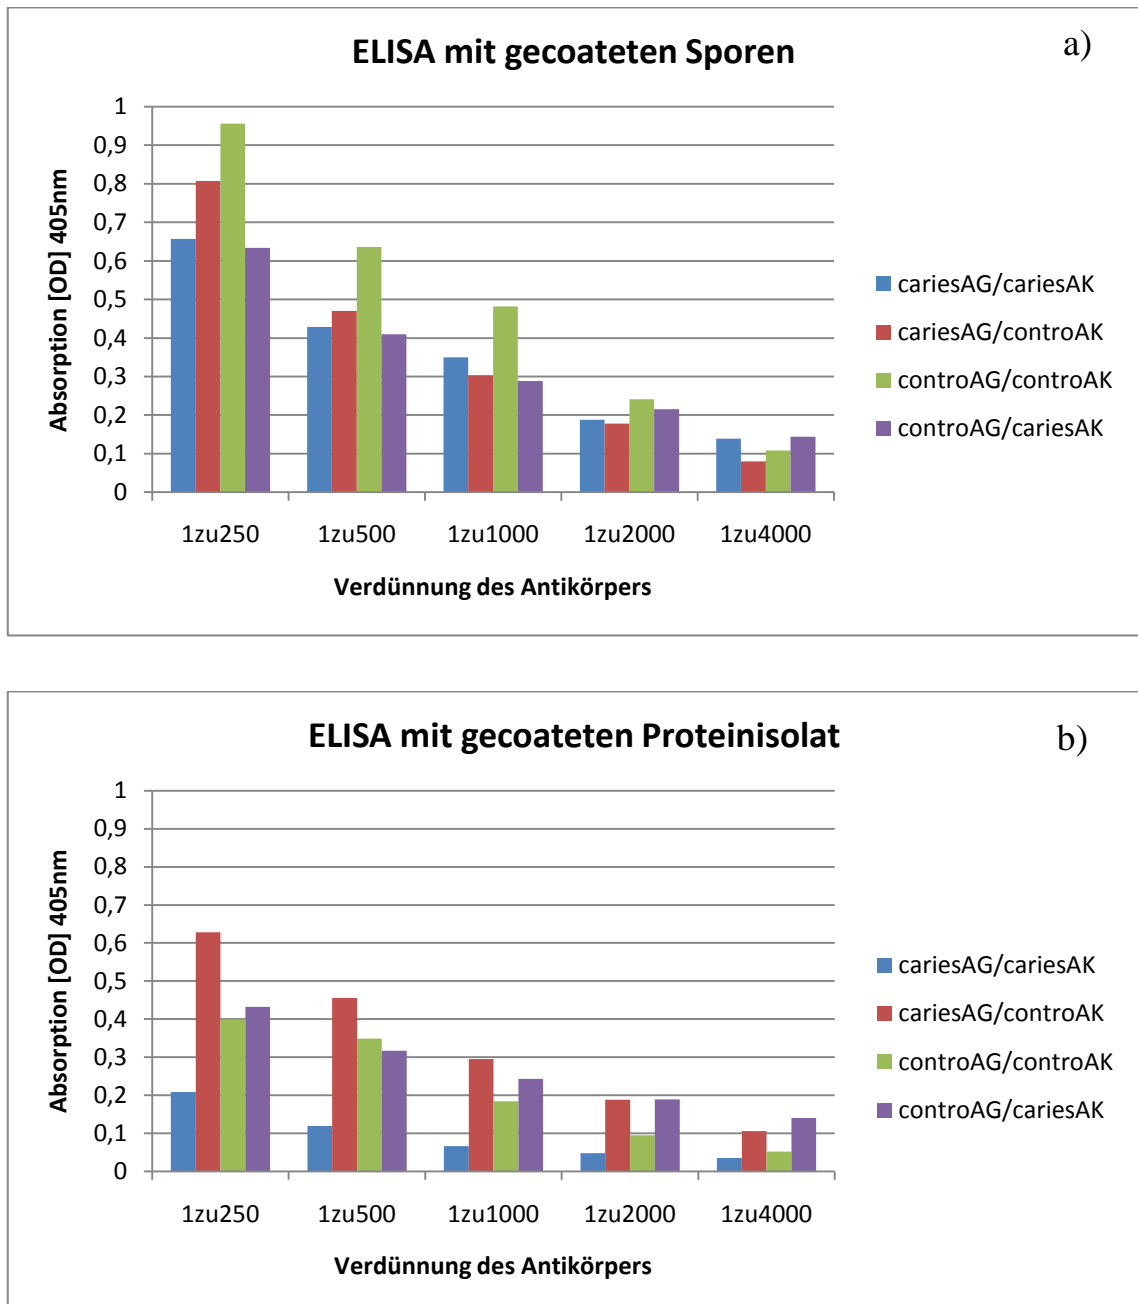 ELISA mit gecoateten Sporen
a)
Absorption [OD] 405nm
1
0,9
0,8
0,7
0,6
0,5
0,4
0,3
0,2
0,1
0
1zu250 1zu500 1zu1000 1zu2000 1zu4000
Verdünnung des Antikörpers
cariesAG/cariesAK
cariesAG/controAK
controAG/controAK
controAG/cariesAK
ELISA mit gecoateten Proteinisolat
b)
Absorption [OD] 405nm
1
0,9
0,8
0,7
0,6
0,5
0,4
0,3
0,2
0,1
0
1zu250 1zu500 1zu1000 1zu2000 1zu4000
Verdünnung des Antikörpers
cariesAG/cariesAK
cariesAG/controAK
controAG/controAK
controAG/cariesAK